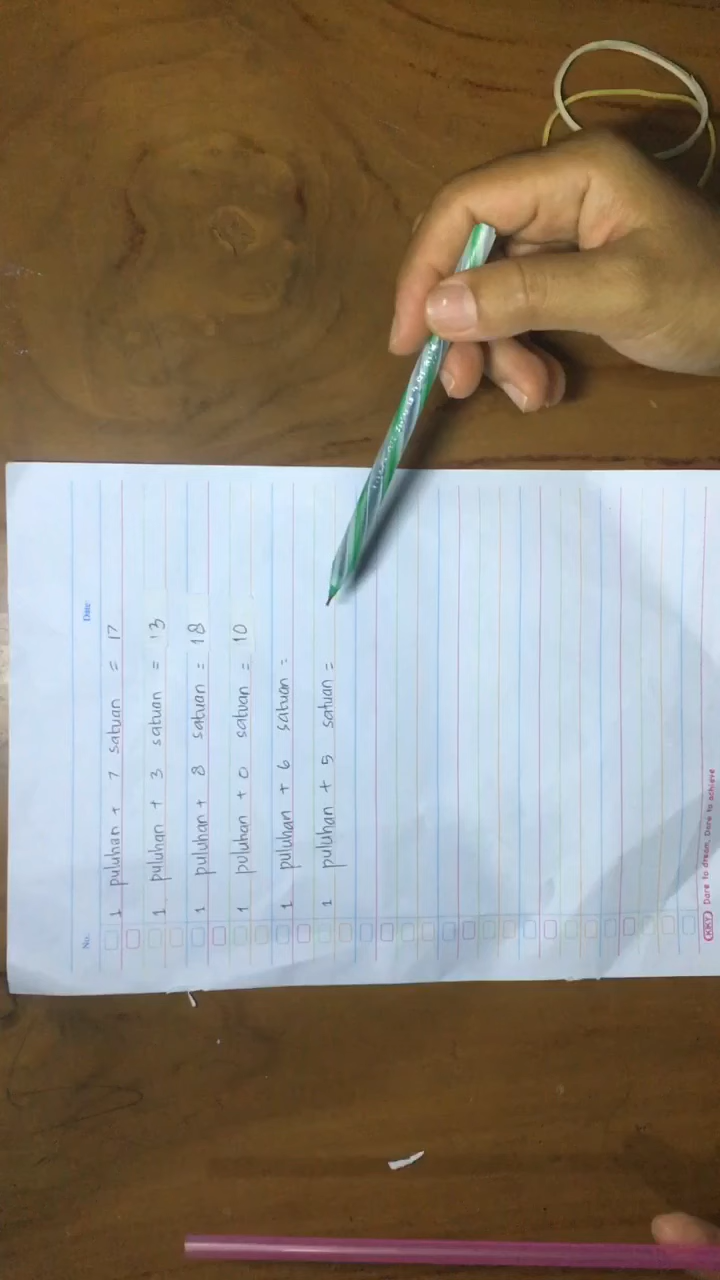 No.
Date:
1 puluhan + 7 satuan = 17
1 puluhan + 3 satuan = 13
1 puluhan + 8 satuan = 18
1 puluhan + 0 satuan = 10
1 puluhan + 6 satuan =
1 puluhan + 5 satuan =
KKY Dare to dream, Dare to achieve